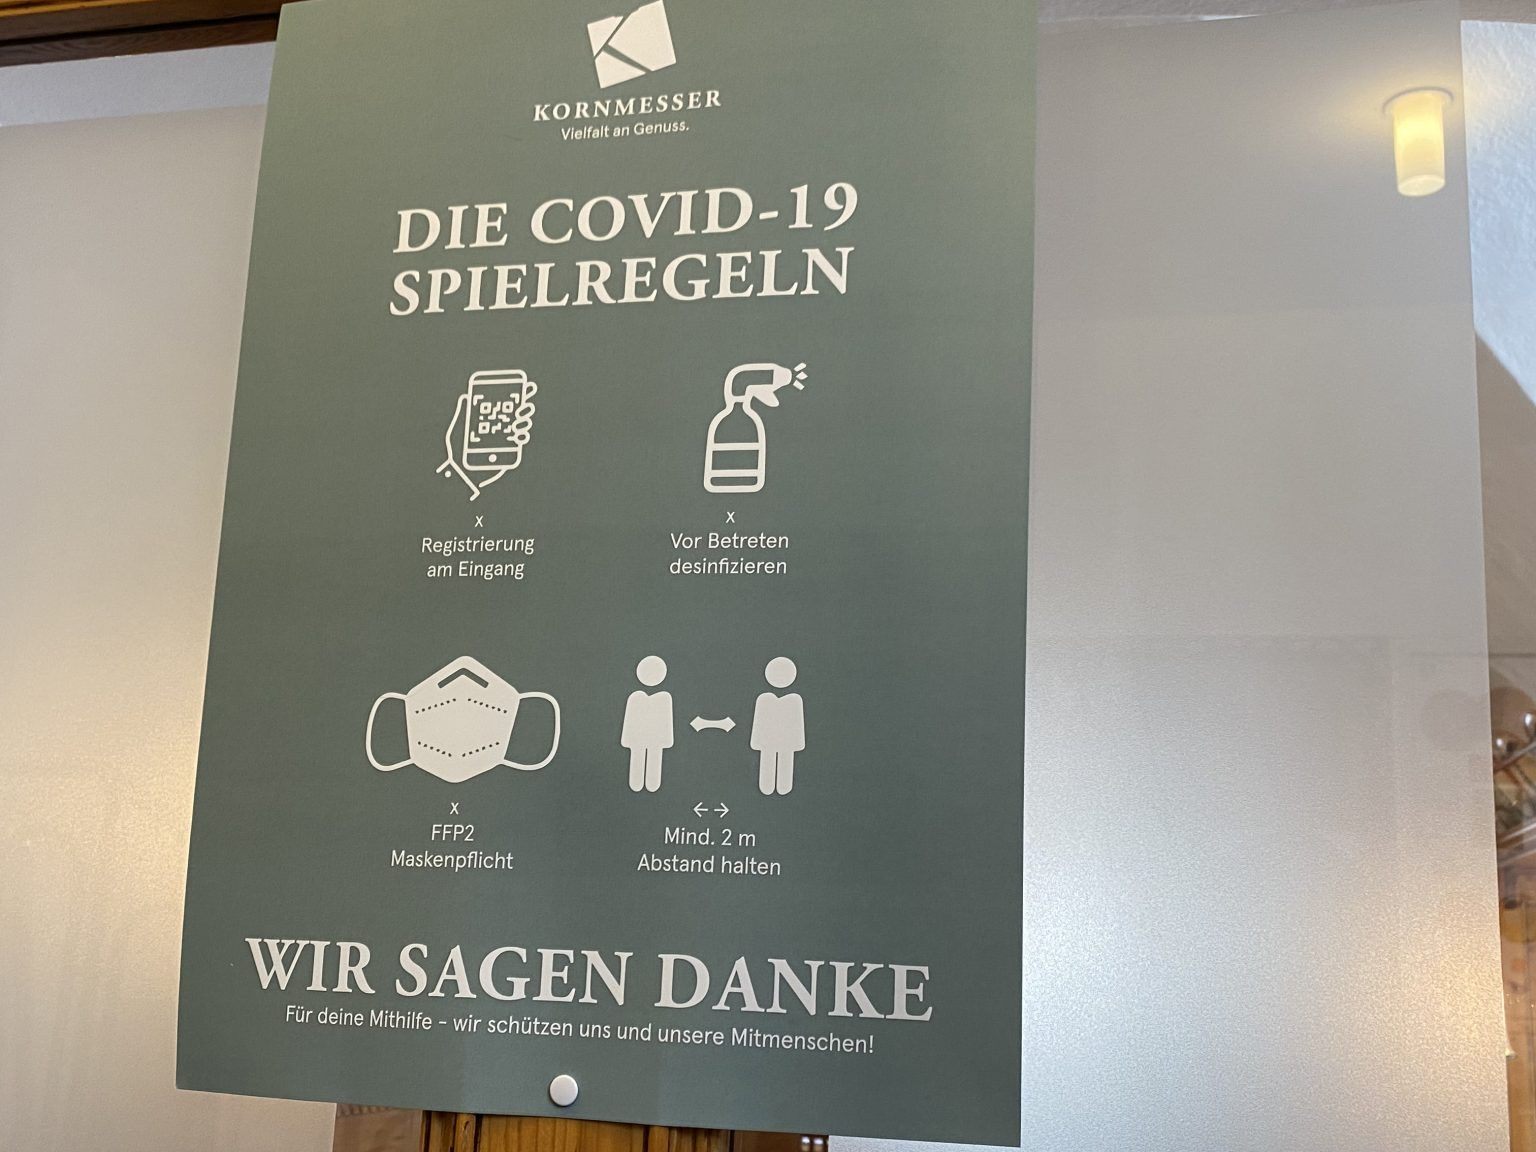 KORNMESSER
Vielfalt an Genuss.
DIE COVID-19
SPIELREGELN
x
Registrierung
am Eingang
x
Vor Betreten
desinfizieren
x
FFP2
Maskenpflicht
←→
Mind. 2 m
Abstand halten
WIR SAGEN DANKE
Für deine Mithilfe - wir schützen uns und unsere Mitmenschen!